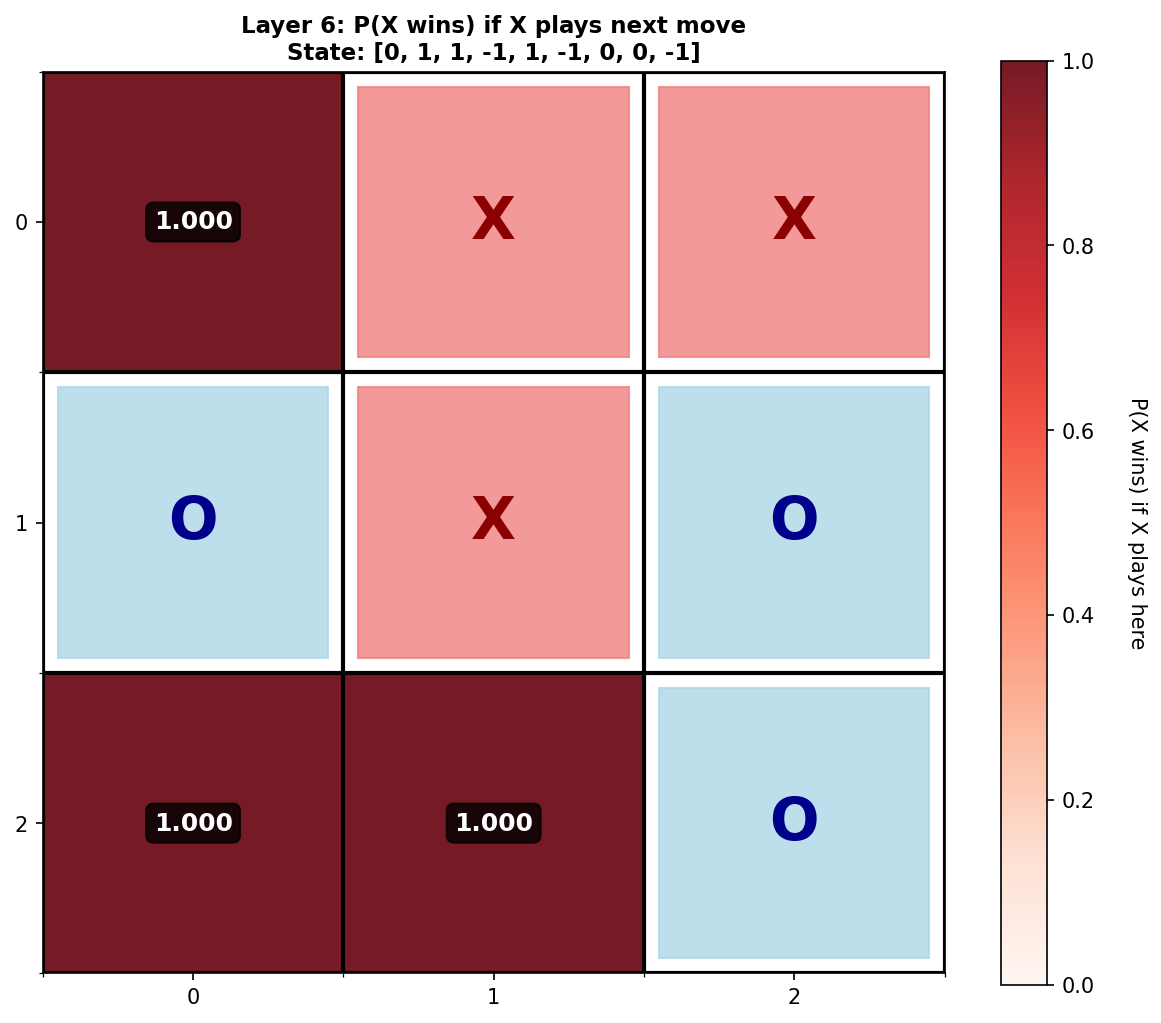 Layer 6: P(X wins) if X plays next move
State: [0, 1, 1, -1, 1, -1, 0, 0, -1]
0
1.000
X
X
1
O
X
O
2
1.000
1.000
O
0
1
2
1.0
0.8
0.6
0.4
0.2
0.0
P(X wins) if X plays here